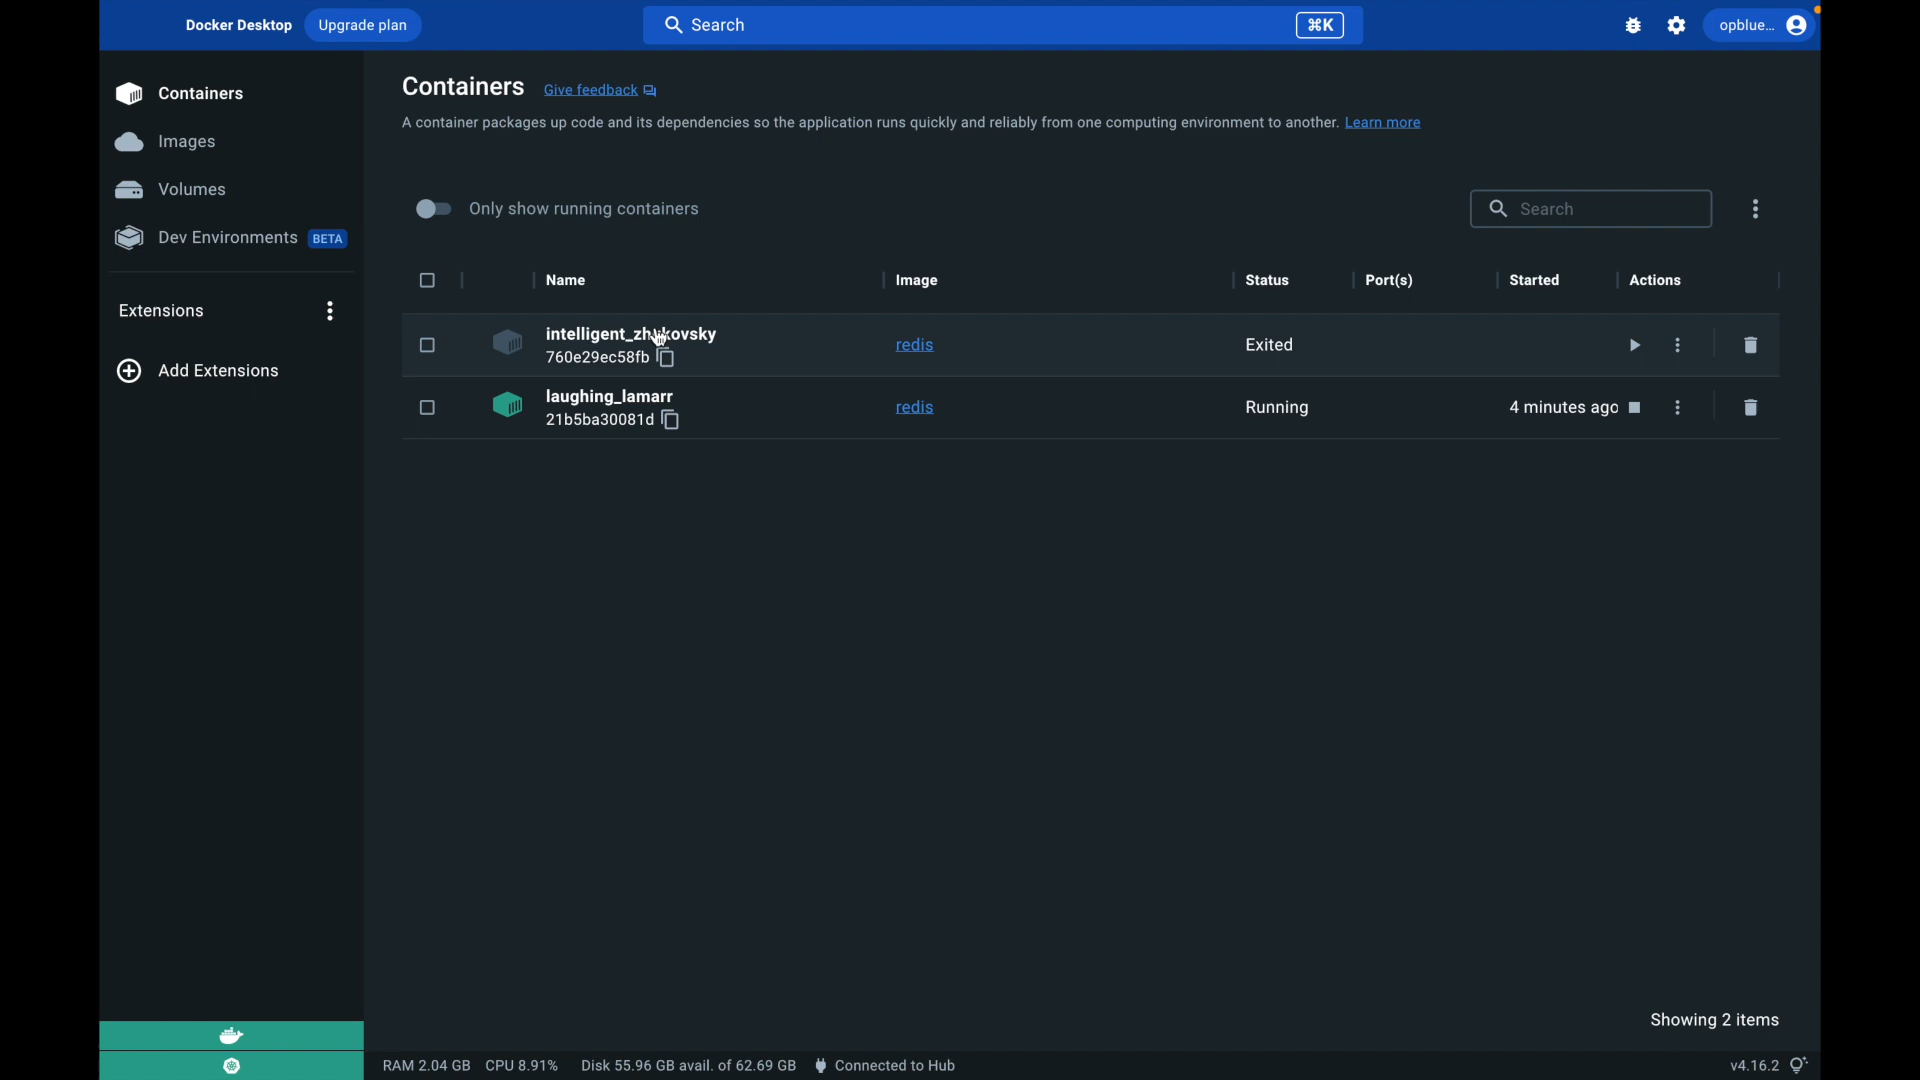 Docker Desktop Upgrade plan Search ⌘K opblue...
Containers
Images
Volumes
Dev Environments BETA
Extensions
Add Extensions
Containers Give feedback
A container packages up code and its dependencies so the application runs quickly and reliably from one computing environment to another. Learn more
Only show running containers Search
Name Image Status Port(s) Started Actions
intelligent_zhukovsky
760e29ec58fb redis Exited
laughing_lamarr
21b5ba30081d redis Running 4 minutes ago
Showing 2 items
RAM 2.04 GB CPU 8.91% Disk 55.96 GB avail. of 62.69 GB Connected to Hub v4.16.2